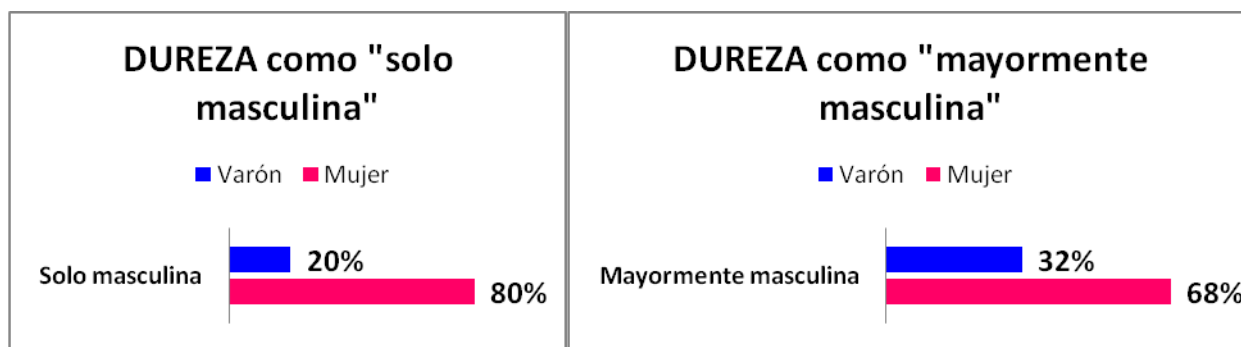 DUREZA como "solo
masculina"
Varón Mujer
Solo masculina
20%
80%
DUREZA como "mayormente
masculina"
Varón Mujer
Mayormente masculina
32%
68%